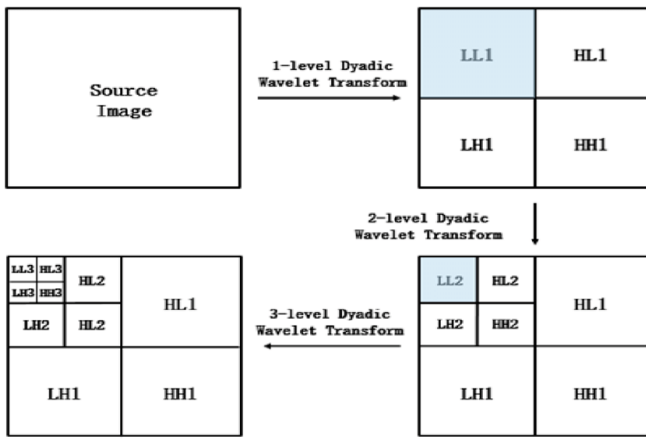 Source
Image
1-level Dyadic
Wavelet Transform
LL1 HL1
LH1 HH1
2-level Dyadic
Wavelet Transform
LL3 HL3
LH3 HH3
HL2
HL1
LH2 HL2
LH1 HH1
3-level Dyadic
Wavelet Transform
LL2 HL2
HL1
LH2 HH2
LH1 HH1